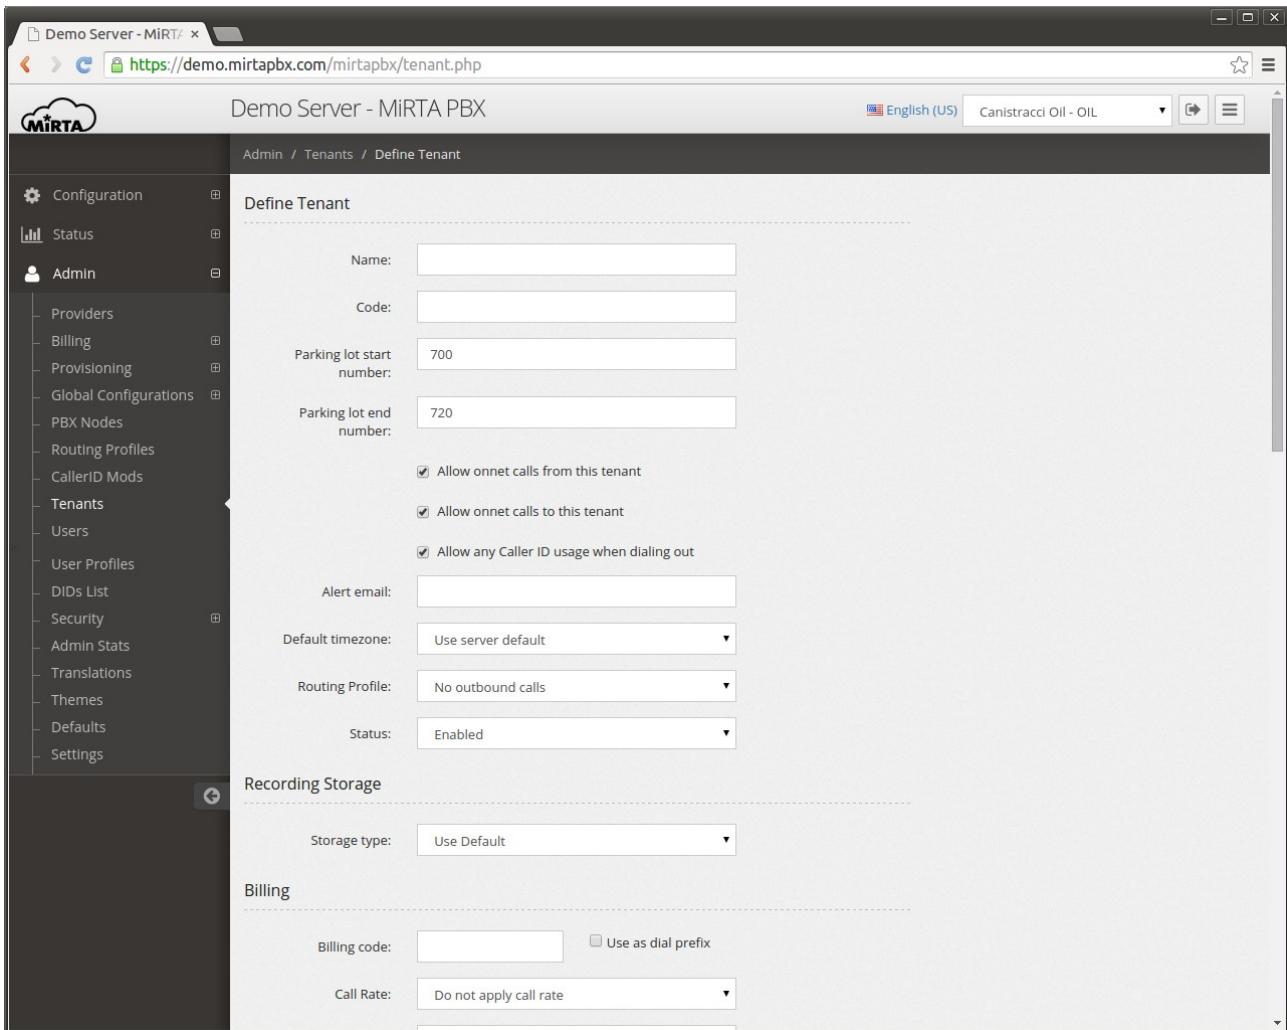 Demo Server - MiRTA
https://demo.mirtapbx.com/mirtapbx/tenant.php
MiRTA
Demo Server - MiRTA PBX
English (US)
Canistracci Oil - OIL
Admin / Tenants / Define Tenant
Configuration
Status
Admin
Providers
Billing
Provisioning
Global Configurations
PBX Nodes
Routing Profiles
CallerID Mods
Tenants
Users
User Profiles
DIDs List
Security
Admin Stats
Translations
Themes
Defaults
Settings
Define Tenant
Name:
Code:
Parking lot start
number:
700
Parking lot end
number:
720
Allow onnet calls from this tenant
Allow onnet calls to this tenant
Allow any Caller ID usage when dialing out
Alert email:
Default timezone:
Use server default
Routing Profile:
No outbound calls
Status:
Enabled
Recording Storage
Storage type:
Use Default
Billing
Billing code:
Use as dial prefix
Call Rate:
Do not apply call rate